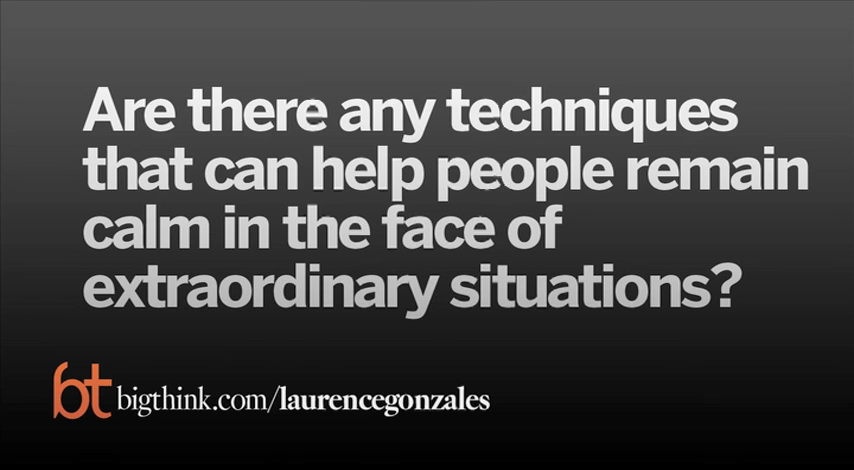 Are there any techniques
that can help people remain
calm in the face of
extraordinary situations?
bt bigthink.com/laurencegonzales